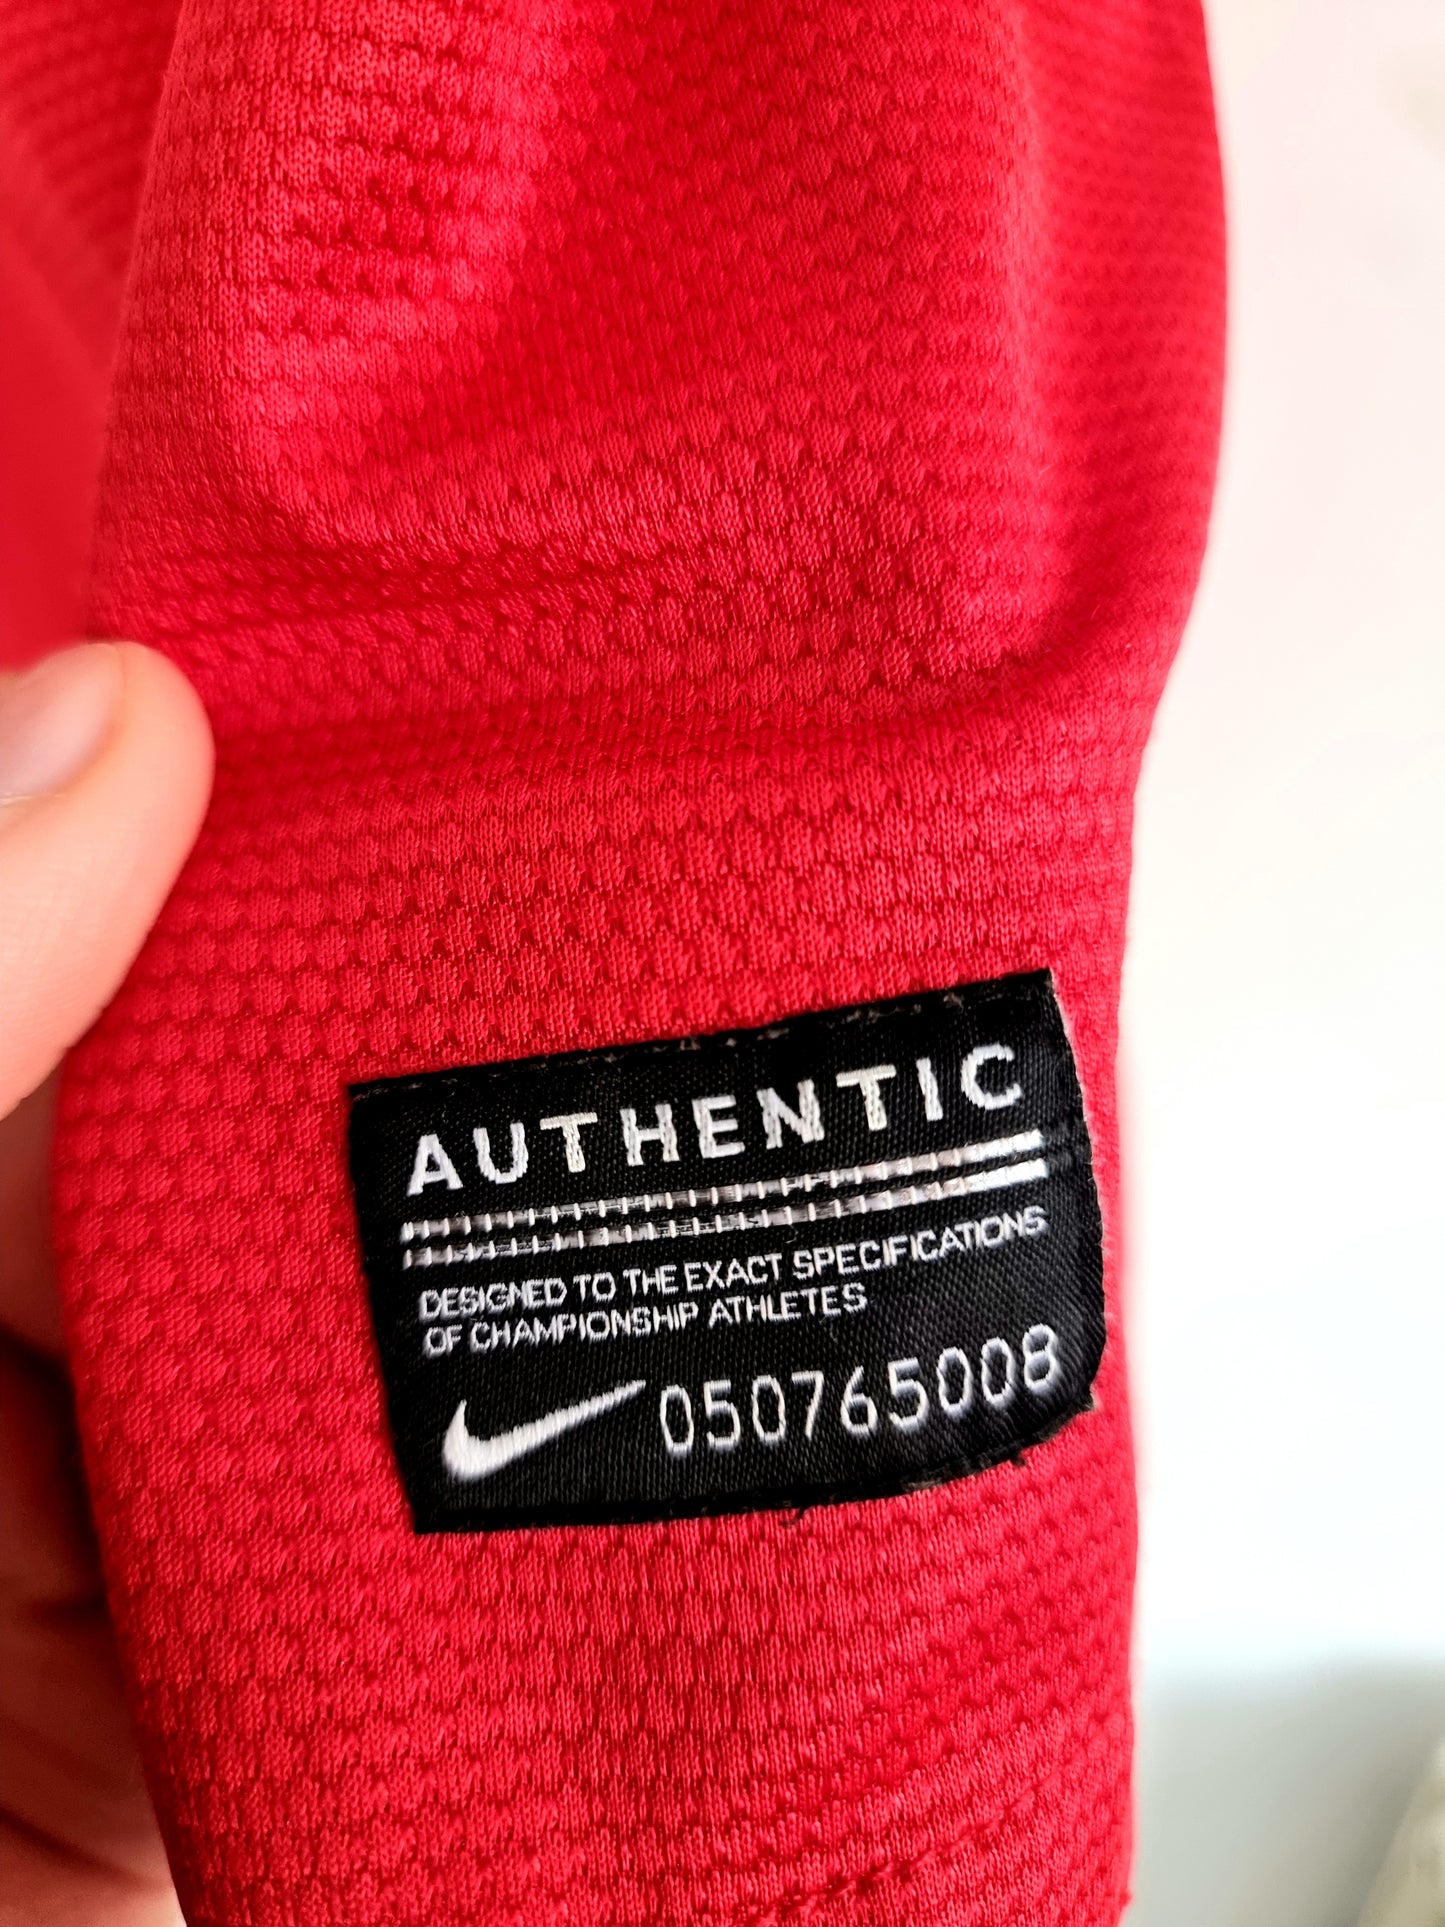 AUTHENTIC
DESIGNED TO THE EXACT SPECIFICATIONS
OF CHAMPIONSHIP ATHLETES
050765008